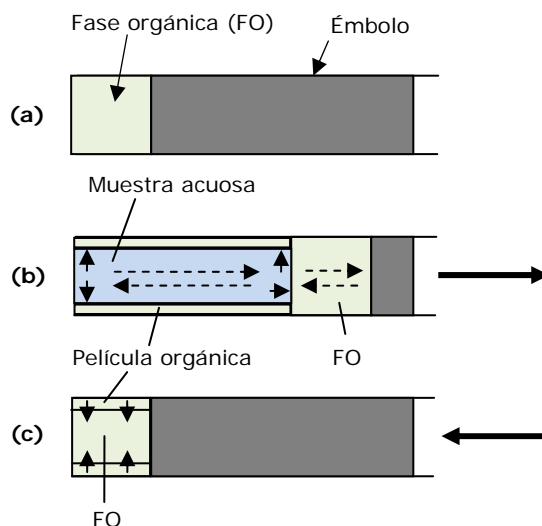 Fase orgánica (FO)
Émbolo
(a)
Muestra acuosa
(b)
Película orgánica
FO
(c)
FO